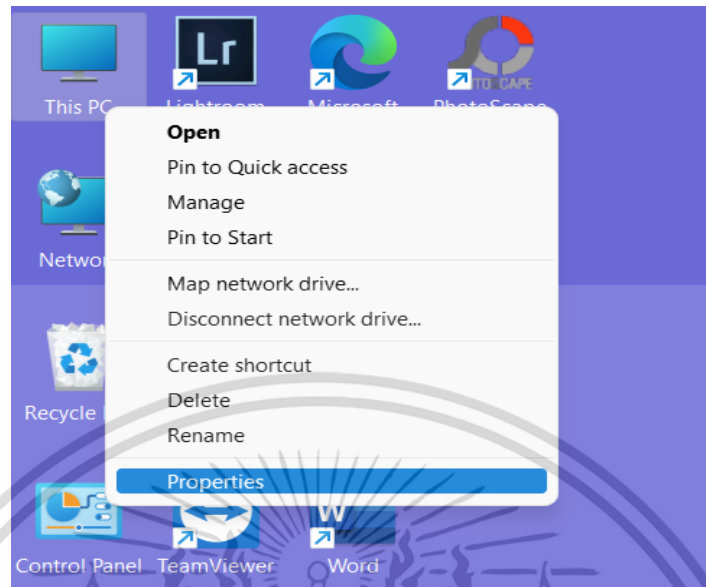 Lr
This PC
Lightroom
Microsoft
PhotoScape
Open
Pin to Quick access
Manage
Pin to Start
Map network drive...
Disconnect network drive...
Create shortcut
Delete
Rename
Properties
Recycle
W
Control Panel TeamViewer Word